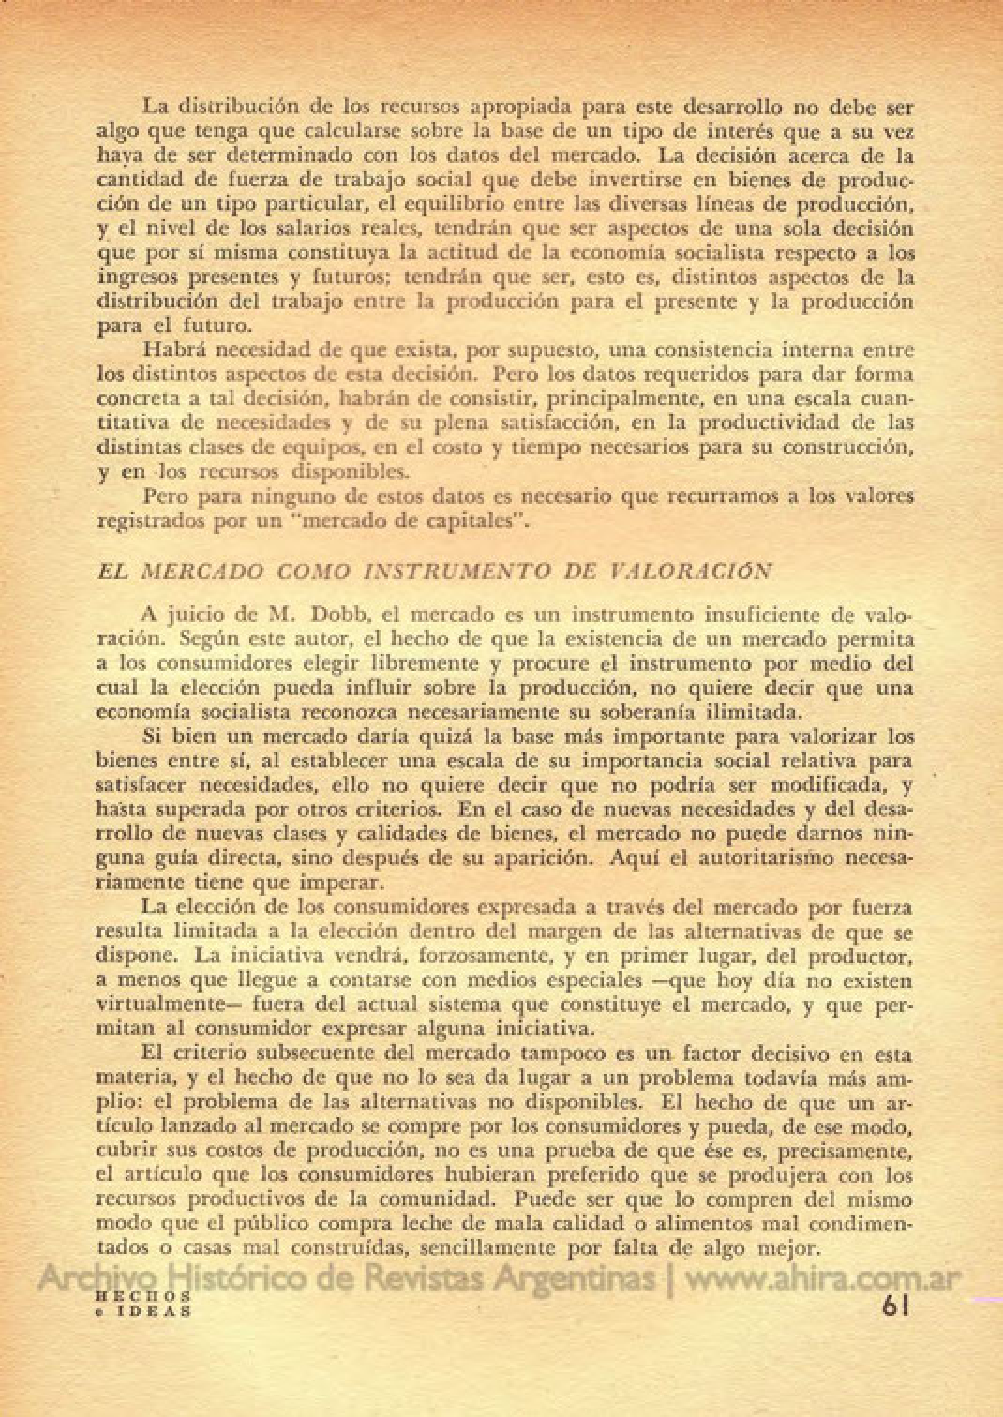 La distribución de los recursos apropiada para este desarrollo no debe ser
algo que tenga que calcularse sobre la base de un tipo de interés que a su vez
haya de ser determinado con los datos del mercado. La decisión acerca de la
cantidad de fuerza de trabajo social que debe invertirse en bienes de produc-
ción de un tipo particular, el equilibrio entre las diversas líneas de producción,
y el nivel de los salarios reales, tendrán que ser aspectos de una sola decisión
que por sí misma constituya la actitud de la economía socialista respecto a los
ingresos presentes y futuros; tendrán que ser, esto es, distintos aspectos de la
distribución del trabajo entre la producción para el presente y la producción
para el futuro.
Habrá necesidad de que exista, por supuesto, una consistencia interna entre
los distintos aspectos de esta decisión. Pero los datos requeridos para dar forma
concreta a tal decisión, habrán de consistir, principalmente, en una escala cuan-
titativa de necesidades y de su plena satisfacción, en la productividad de las
distintas clases de equipos, en el costo y tiempo necesarios para su construcción,
y en los recursos disponibles.
Pero para ninguno de estos datos es necesario que recurramos a los valores
registrados por un "mercado de capitales".
EL MERCADO COMO INSTRUMENTO DE VALORACIÓN
A juicio de M. Dobb, el mercado es un instrumento insuficiente de valo-
ración. Según este autor, el hecho de que la existencia de un mercado permita
a los consumidores elegir libremente y procure el instrumento por medio del
cual la elección pueda influir sobre la producción, no quiere decir que una
economía socialista reconozca necesariamente su soberanía ilimitada.
Si bien un mercado daría quizá la base más importante para valorizar los
bienes entre sí, al establecer una escala de su importancia social relativa para
satisfacer necesidades, ello no quiere decir que no podría ser modificada, y
hasta superada por otros criterios. En el caso de nuevas necesidades y del desa-
rrollo de nuevas clases y calidades de bienes, el mercado no puede darnos nin-
guna guía directa, sino después de su aparición. Aquí el autoritarismo necesa-
riamente tiene que imperar.
La elección de los consumidores expresada a través del mercado por fuerza
resulta limitada a la elección dentro del margen de las alternativas de que se
dispone. La iniciativa vendrá, forzosamente, y en primer lugar, del productor,
a menos que llegue a contarse con medios especiales —que hoy día no existen
virtualmente— fuera del actual sistema que constituye el mercado, y que per-
mitan al consumidor expresar alguna iniciativa.
El criterio subsecuente del mercado tampoco es un factor decisivo en esta
materia, y el hecho de que no lo sea da lugar a un problema todavía más am-
plio: el problema de las alternativas no disponibles. El hecho de que un ar-
tículo lanzado al mercado se compre por los consumidores y pueda, de ese modo,
cubrir sus costos de producción, no es una prueba de que ése es, precisamente,
el artículo que los consumidores hubieran preferido que se produjera con los
recursos productivos de la comunidad. Puede ser que lo compren del mismo
modo que el público compra leche de mala calidad o alimentos mal condimen-
tados o casas mal construídas, sencillamente por falta de algo mejor.
Archivo Histórico de Revistas Argentinas | www.ahira.com.ar
HECHOS
e IDEAS
61